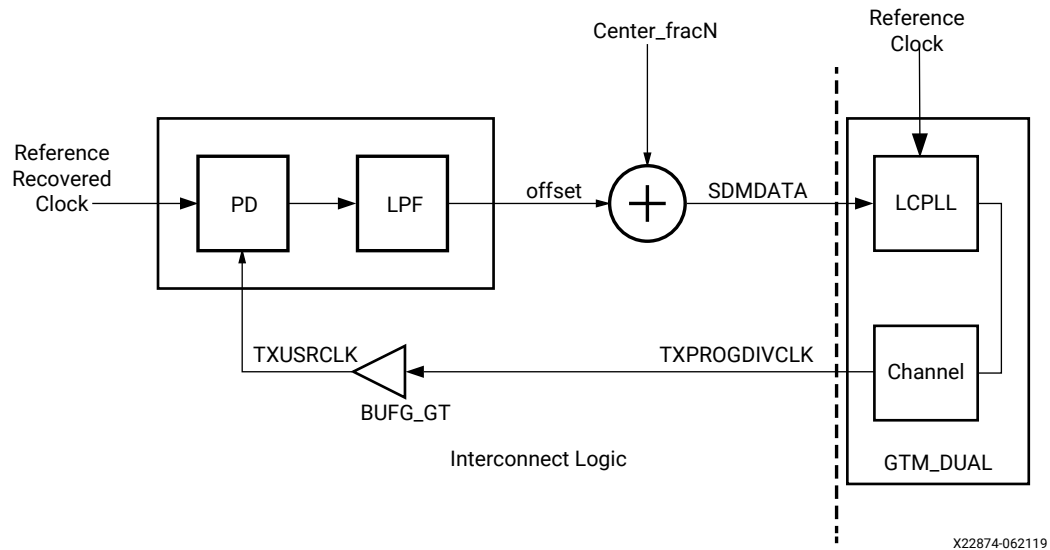 Center_fracN
Reference
Clock
Reference
Recovered
Clock
PD
LPF
offset
SDMDATA
LCPLL
TXUSRCLK
TXPROGDIVCLK
Channel
BUFG_GT
Interconnect Logic
GTM_DUAL
X22874-062119